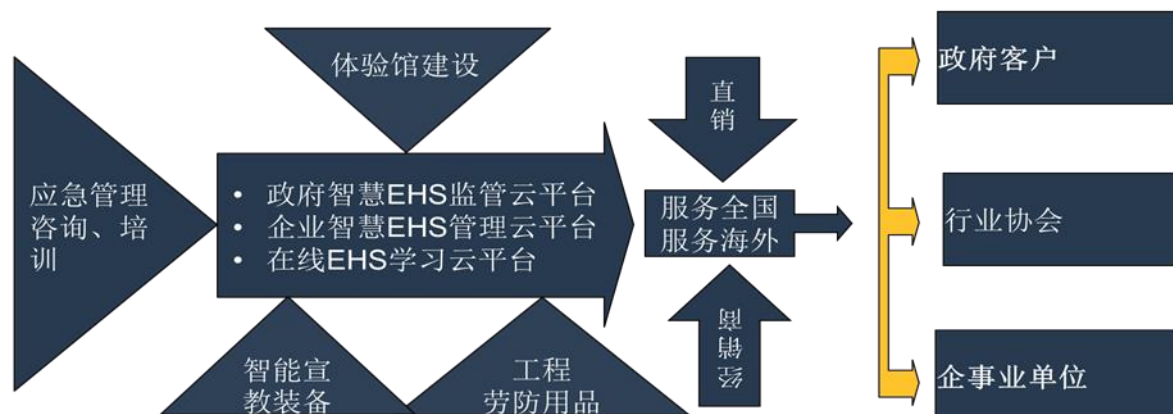 体验馆建设
应急管理
咨询、培
训
• 政府智慧EHS监管云平台
• 企业智慧EHS管理云平台
• 在线EHS学习云平台
智能宣
教装备
工程
劳防用品
直
销
服务全国
服务海外
经销商
政府客户
行业协会
企事业单位